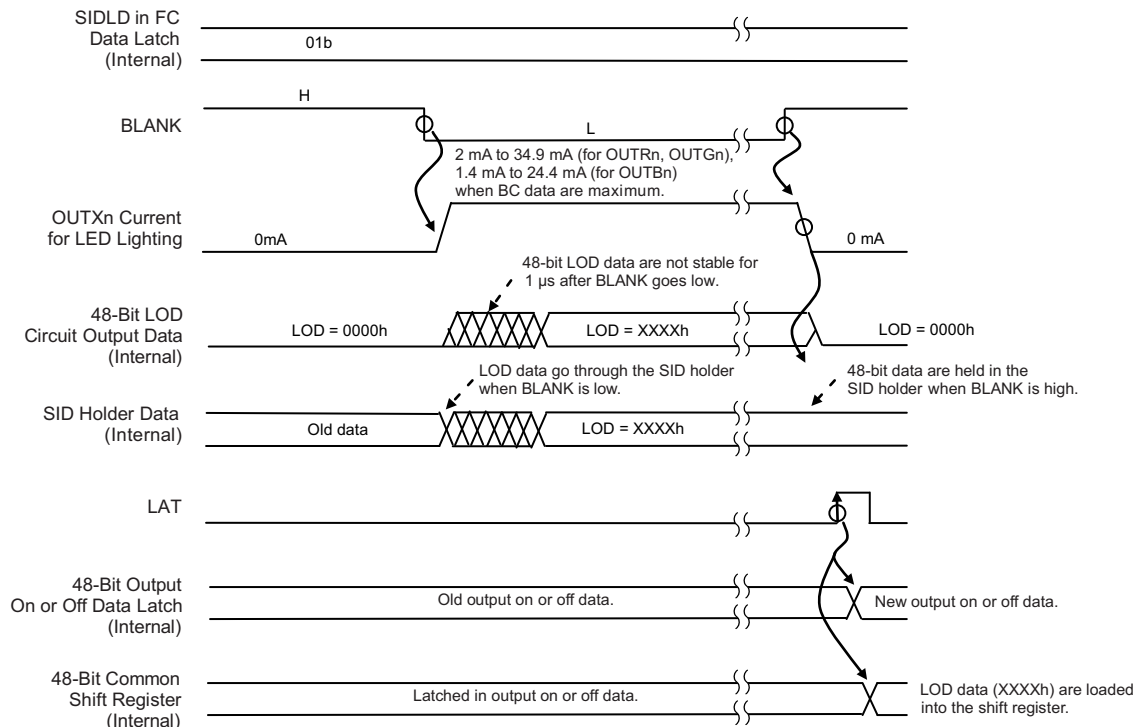 SIDLD in FC
Data Latch
(Internal)
01b
H
BLANK
L
2 mA to 34.9 mA (for OUTRn, OUTGn),
1.4 mA to 24.4 mA (for OUTBn)
when BC data are maximum.
OUTXn Current
for LED Lighting
0mA
0 mA
48-bit LOD data are not stable for
1 µs after BLANK goes low.
48-Bit LOD
Circuit Output Data
(Internal)
LOD = 0000h
LOD = XXXXh
LOD = 0000h
LOD data go through the SID holder
when BLANK is low.
48-bit data are held in the
SID holder when BLANK is high.
SID Holder Data
(Internal)
Old data
LOD = XXXXh
LAT
48-Bit Output
On or Off Data Latch
(Internal)
Old output on or off data.
New output on or off data.
48-Bit Common
Shift Register
(Internal)
Latched in output on or off data.
LOD data (XXXXh) are loaded
into the shift register.